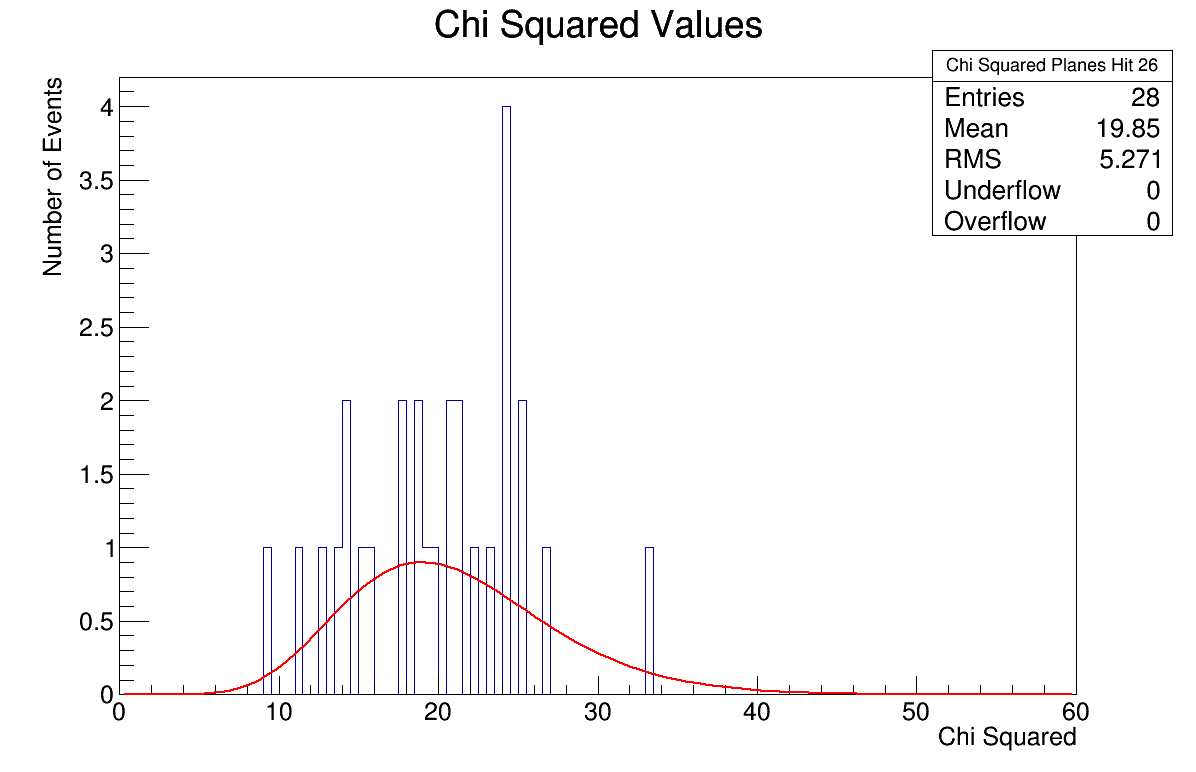 Chi Squared Values
Chi Squared Planes Hit 26
Entries 28
Mean 19.85
RMS 5.271
Underflow 0
Overflow 0
Number of Events
4
3.5
3
2.5
2
1.5
1
0.5
0
0 10 20 30 40 50 60
Chi Squared